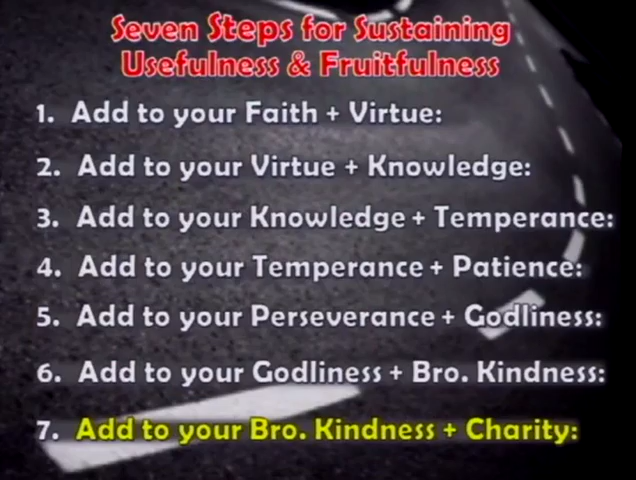 Seven Steps for Sustaining
Usefulness & Fruitfulness
1. Add to your Faith + Virtue:
2. Add to your Virtue + Knowledge:
3. Add to your Knowledge + Temperance:
4. Add to your Temperance + Patience:
5. Add to your Perseverance + Godliness:
6. Add to your Godliness + Bro. Kindness:
7. Add to your Bro. Kindness + Charity: